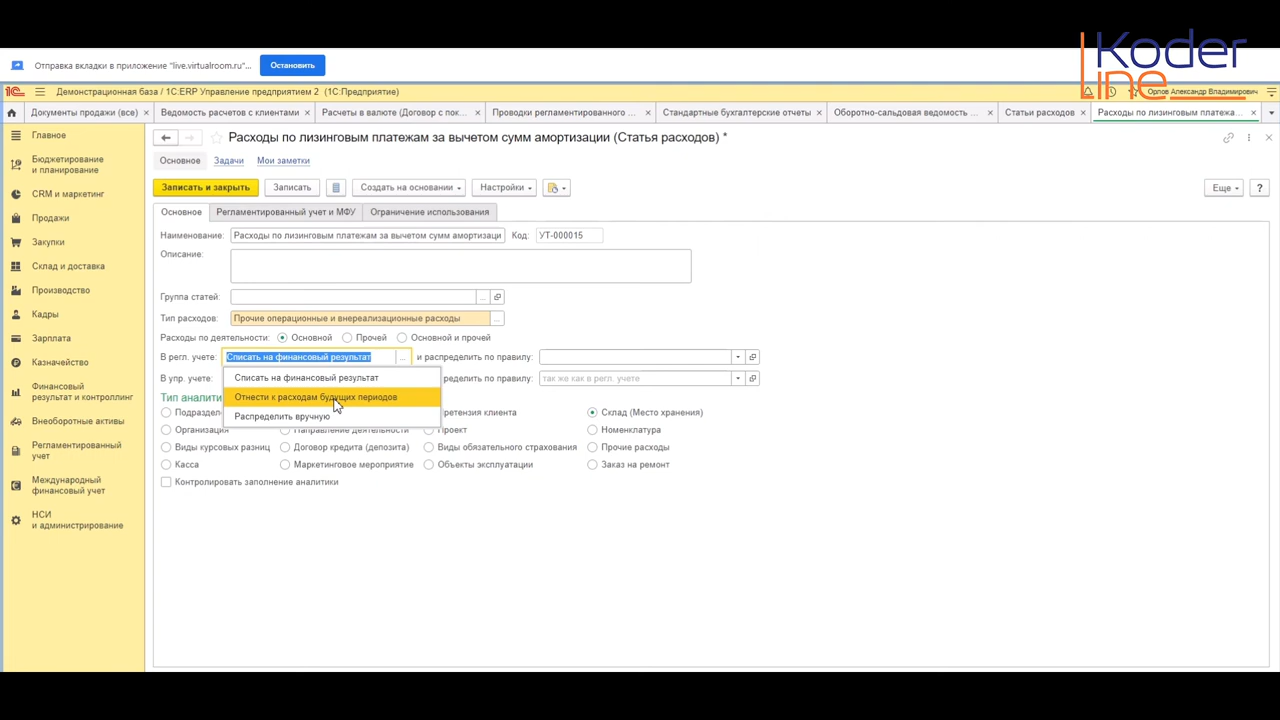 Koder
Line
Отправка вкладки в приложение "live.virtualroom.ru"...
Остановить
1С
Демонстрационная база / 1С:ERP Управление предприятием 2 (1С:Предприятие)
Орлов Александр Владимирович
Документы продажи (все)
Ведомость расчетов с клиентами
Расчеты в валюте (Договор с пок...
Проводки регламентированного ...
Стандартные бухгалтерские отчеты
Оборотно-сальдовая ведомость ...
Статьи расходов
Расходы по лизинговым платежа...
Главное
Бюджетирование
и планирование
CRM и маркетинг
Продажи
Закупки
Склад и доставка
Производство
Кадры
Зарплата
Казначейство
Финансовый
результат и контроллинг
Внеоборотные активы
Регламентированный
учет
Международный
финансовый учет
НСИ
и администрирование
Расходы по лизинговым платежам за вычетом сумм амортизации (Статья расходов) *
Основное
Задачи
Мои заметки
Записать и закрыть
Записать
Создать на основании
Настройки
Еще
?
Основное
Регламентированный учет и МФУ
Ограничение использования
Наименование:
Расходы по лизинговым платежам за вычетом сумм амортизаци
Код:
УТ-000015
Описание:
Группа статей:
Тип расходов:
Прочие операционные и внереализационные расходы
Расходы по деятельности:
Основной
Прочей
Основной и прочей
В регл. учете:
Списать на финансовый результат
и распределить по правилу:
Списать на финансовый результат
Отнести к расходам будущих периодов
Распределить вручную
В упр. учете:
ределить по правилу:
так же как в регл. учете
Тип аналити
Подраздел
ретензия клиента
Склад (Место хранения)
Организация
Направление деятельности
Проект
Номенклатура
Виды курсовых разниц
Договор кредита (депозита)
Виды обязательного страхования
Прочие расходы
Касса
Маркетинговое мероприятие
Объекты эксплуатации
Заказ на ремонт
Контролировать заполнение аналитики